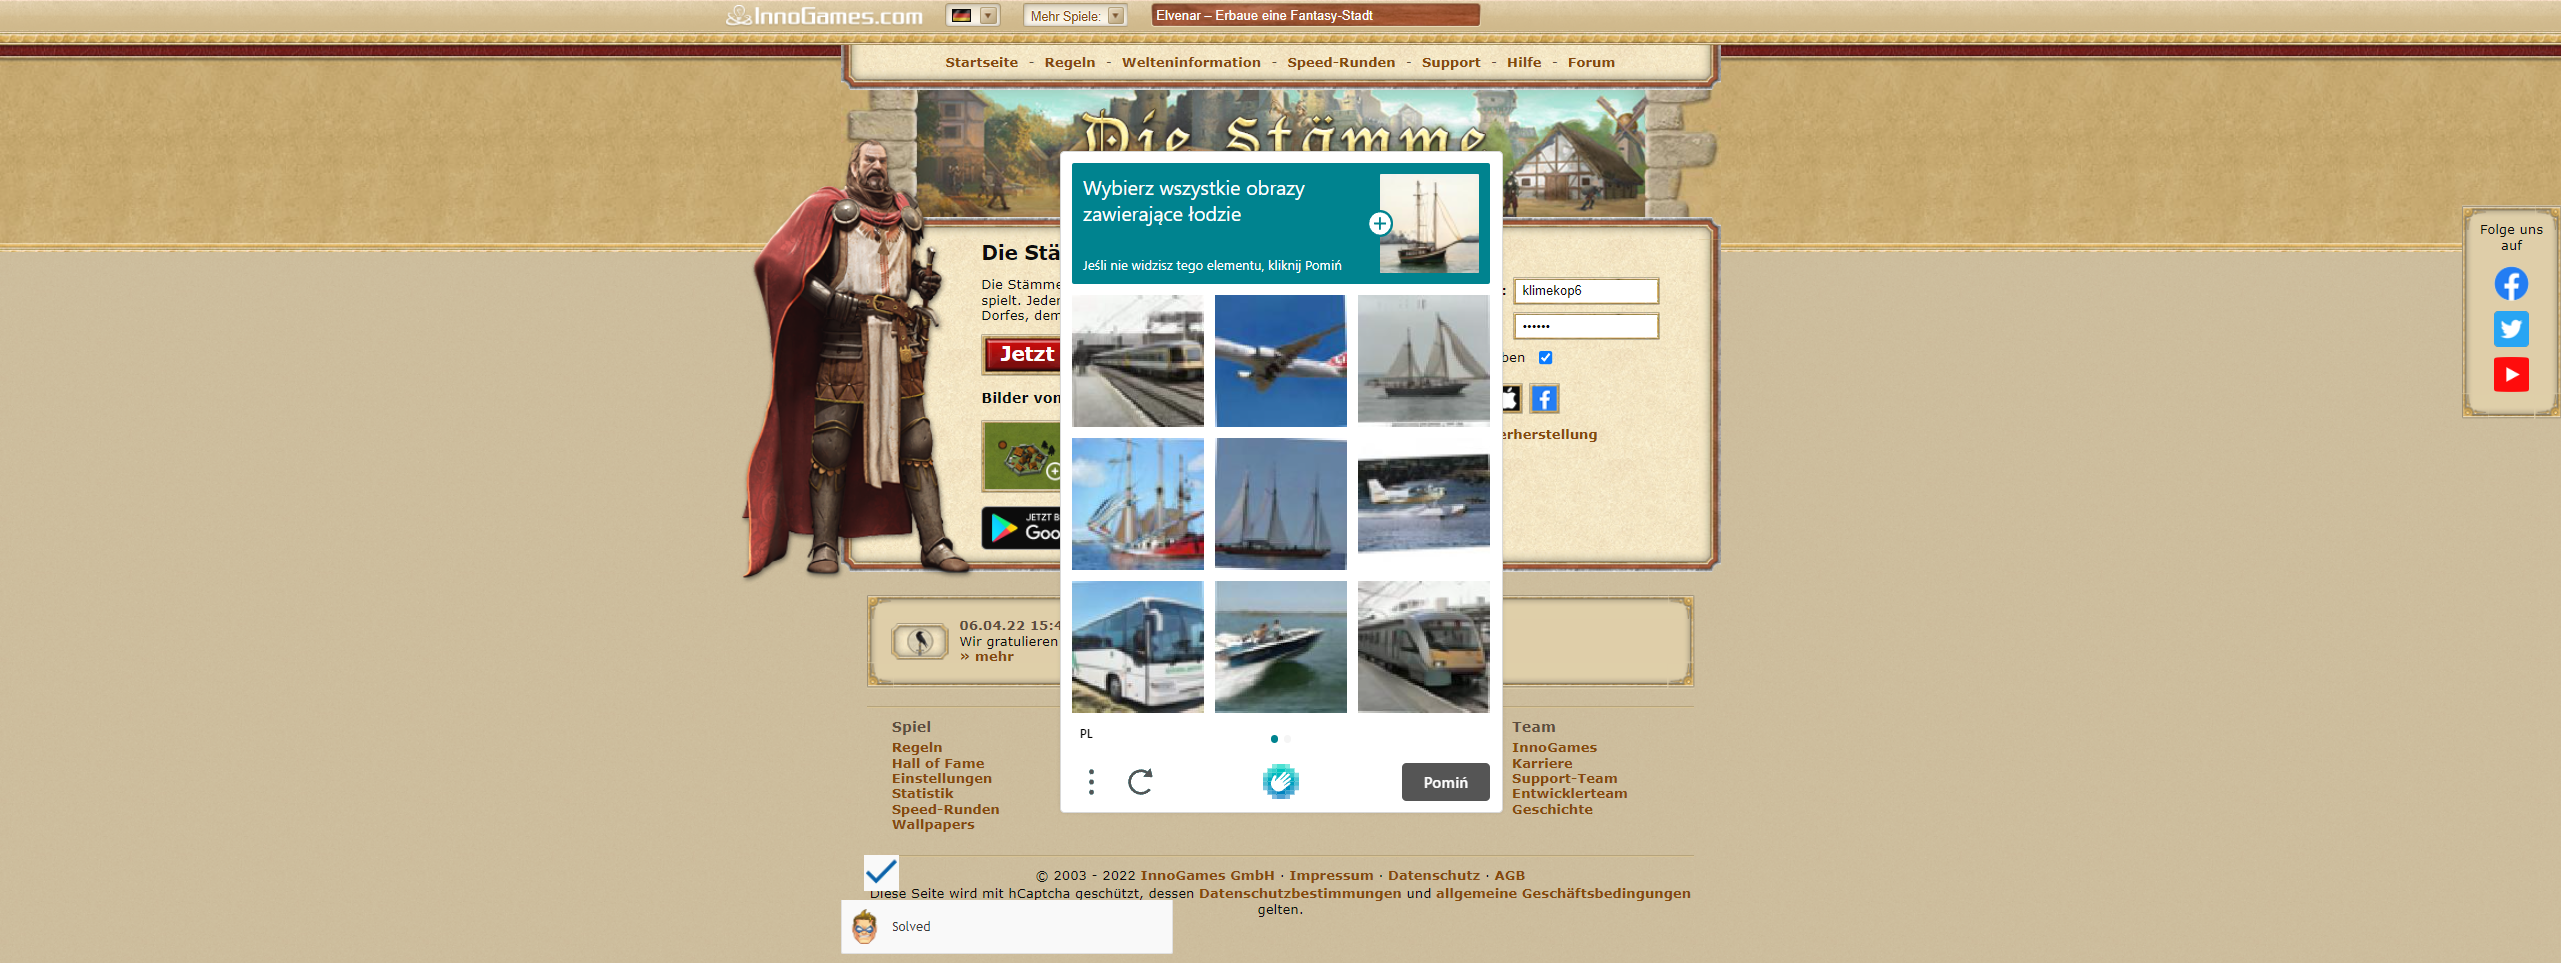 InnoGames.com
Mehr Spiele:
Elvenar – Erbaue eine Fantasy-Stadt
Startseite - Regeln - Welteninformation - Speed-Runden - Support - Hilfe - Forum
Die Stämme
Wybierz wszystkie obrazy
zawierające łodzie
Jeśli nie widzisz tego elementu, kliknij Pomiń
Folge uns
auf
Die Stä
Die Stämme
spielt. Jeder
Dorfes, dem
Jetzt
Bilder von
JETZT B
Goo
:
klimekop6
••••••
ben
erherstellung
06.04.22 15:4
Wir gratulieren
» mehr
PL
Pomiń
Spiel
Regeln
Hall of Fame
Einstellungen
Statistik
Speed-Runden
Wallpapers
Team
InnoGames
Karriere
Support-Team
Entwicklerteam
Geschichte
© 2003 - 2022 InnoGames GmbH · Impressum · Datenschutz · AGB
Diese Seite wird mit hCaptcha geschützt, dessen Datenschutzbestimmungen und allgemeine Geschäftsbedingungen
gelten.
Solved